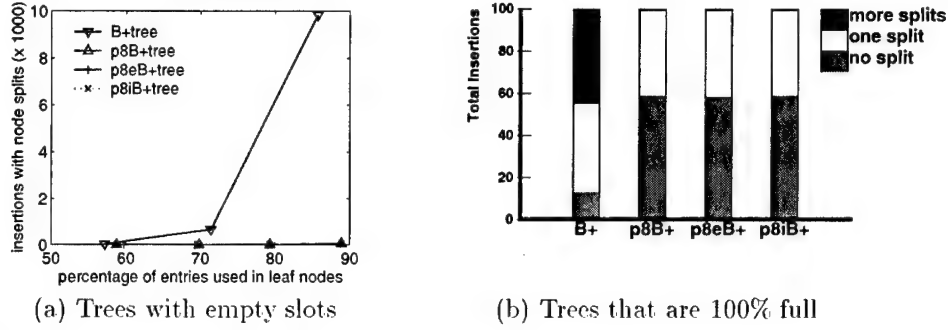 insertions with node splits (x 1000)
10
8
6
4
2
0
B+tree
p8B+tree
p8eB+tree
p8iB+tree
50 60 70 80 90
percentage of entries used in leaf nodes
(a) Trees with empty slots
Total Insertions
100
80
60
40
20
0
B+ p8B+ p8eB+ p8iB+
more splits
one split
no split
(b) Trees that are 100% full